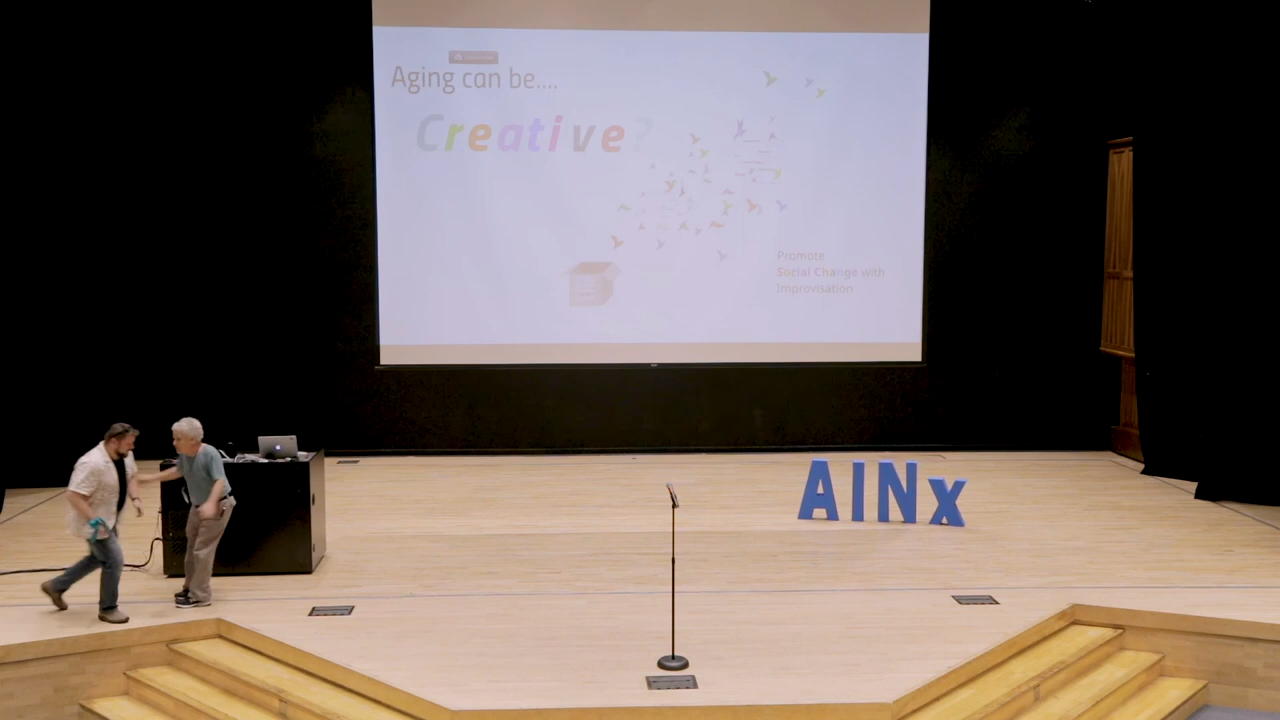 Aging can be....
Creative?
Promote
Social Change with
Improvisation
AINx